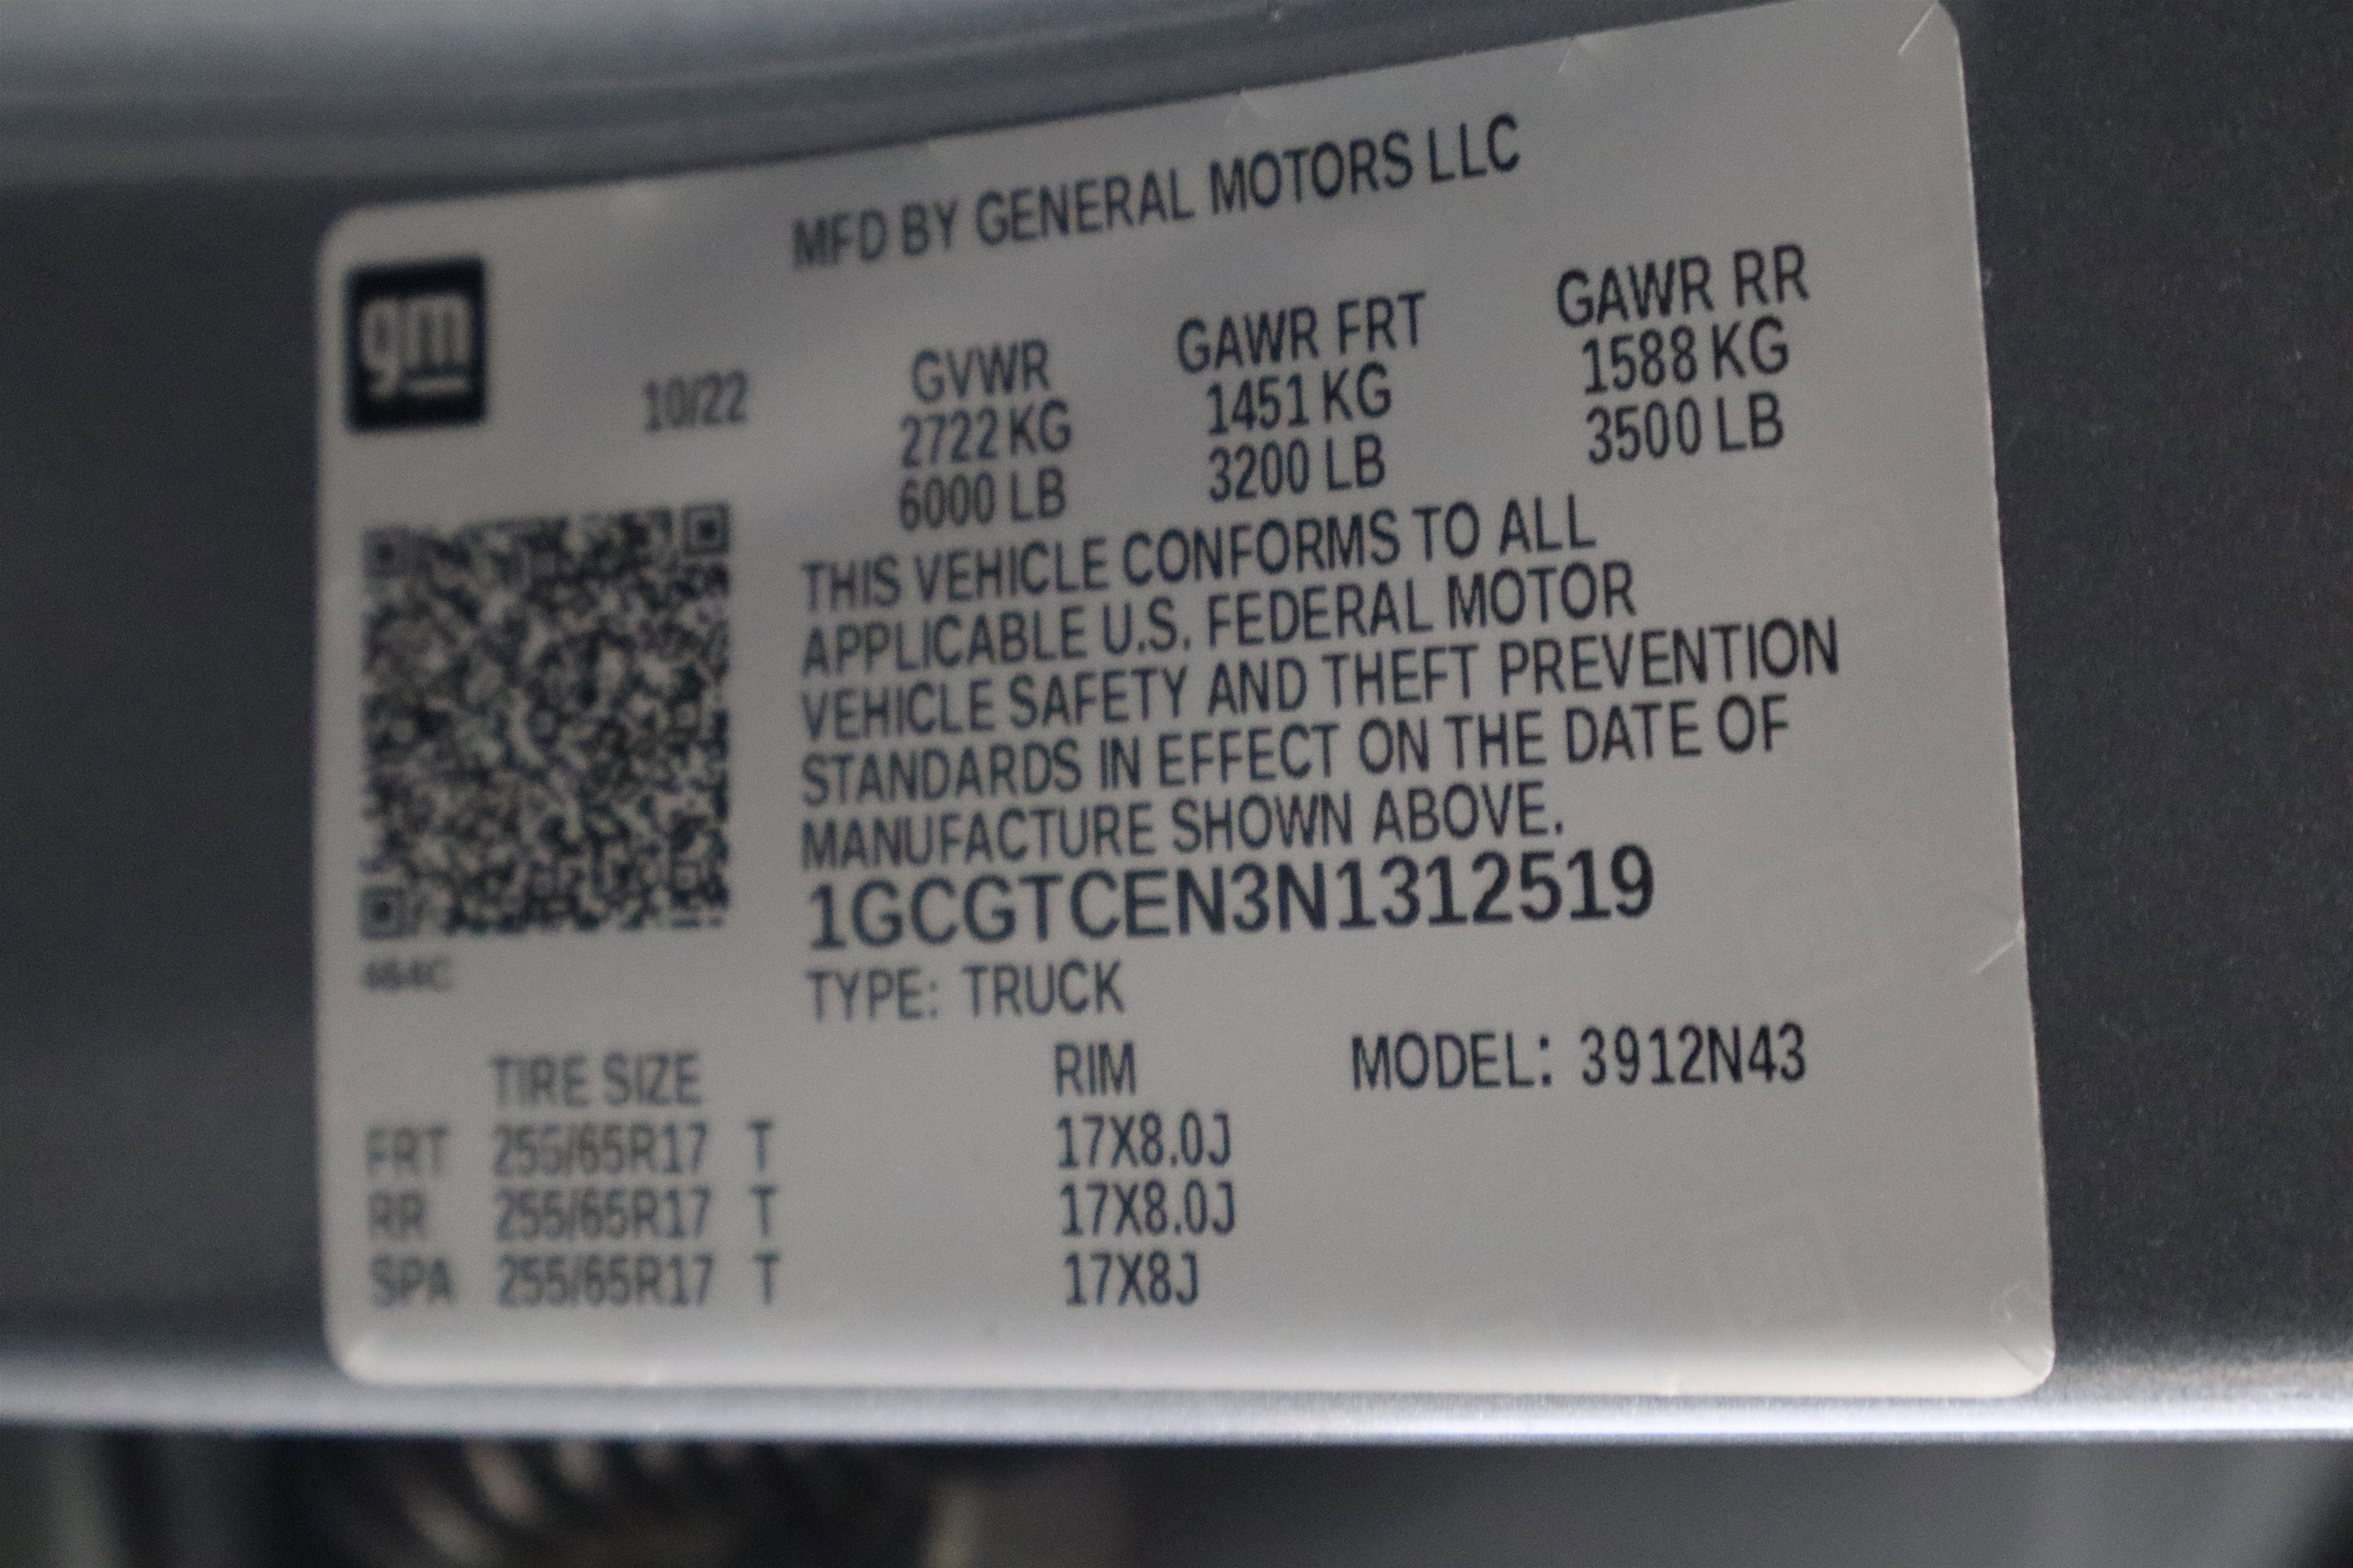 MFD BY GENERAL MOTORS LLC
gm
10/22
GVWR GAWR FRT GAWR RR
2722 KG 1451 KG 1588 KG
6000 LB 3200 LB 3500 LB
THIS VEHICLE CONFORMS TO ALL
APPLICABLE U.S. FEDERAL MOTOR
VEHICLE SAFETY AND THEFT PREVENTION
STANDARDS IN EFFECT ON THE DATE OF
MANUFACTURE SHOWN ABOVE.
1GCGTCEN3N1312519
TYPE: TRUCK
TIRE SIZE RIM MODEL: 3912N43
FRT 255/65R17 T 17X8.0J
RR 255/65R17 T 17X8.0J
SPA 255/65R17 T 17X8J